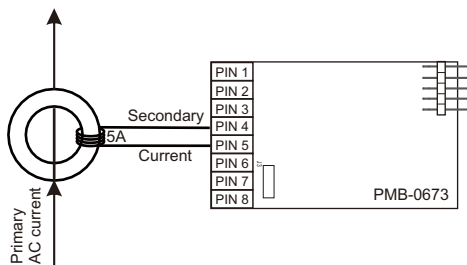 PIN 1
PIN 2
PIN 3
PIN 4
PIN 5
PIN 6
PIN 7
PIN 8
Secondary
5A
Current
J3
PMB-0673
Primary
AC current